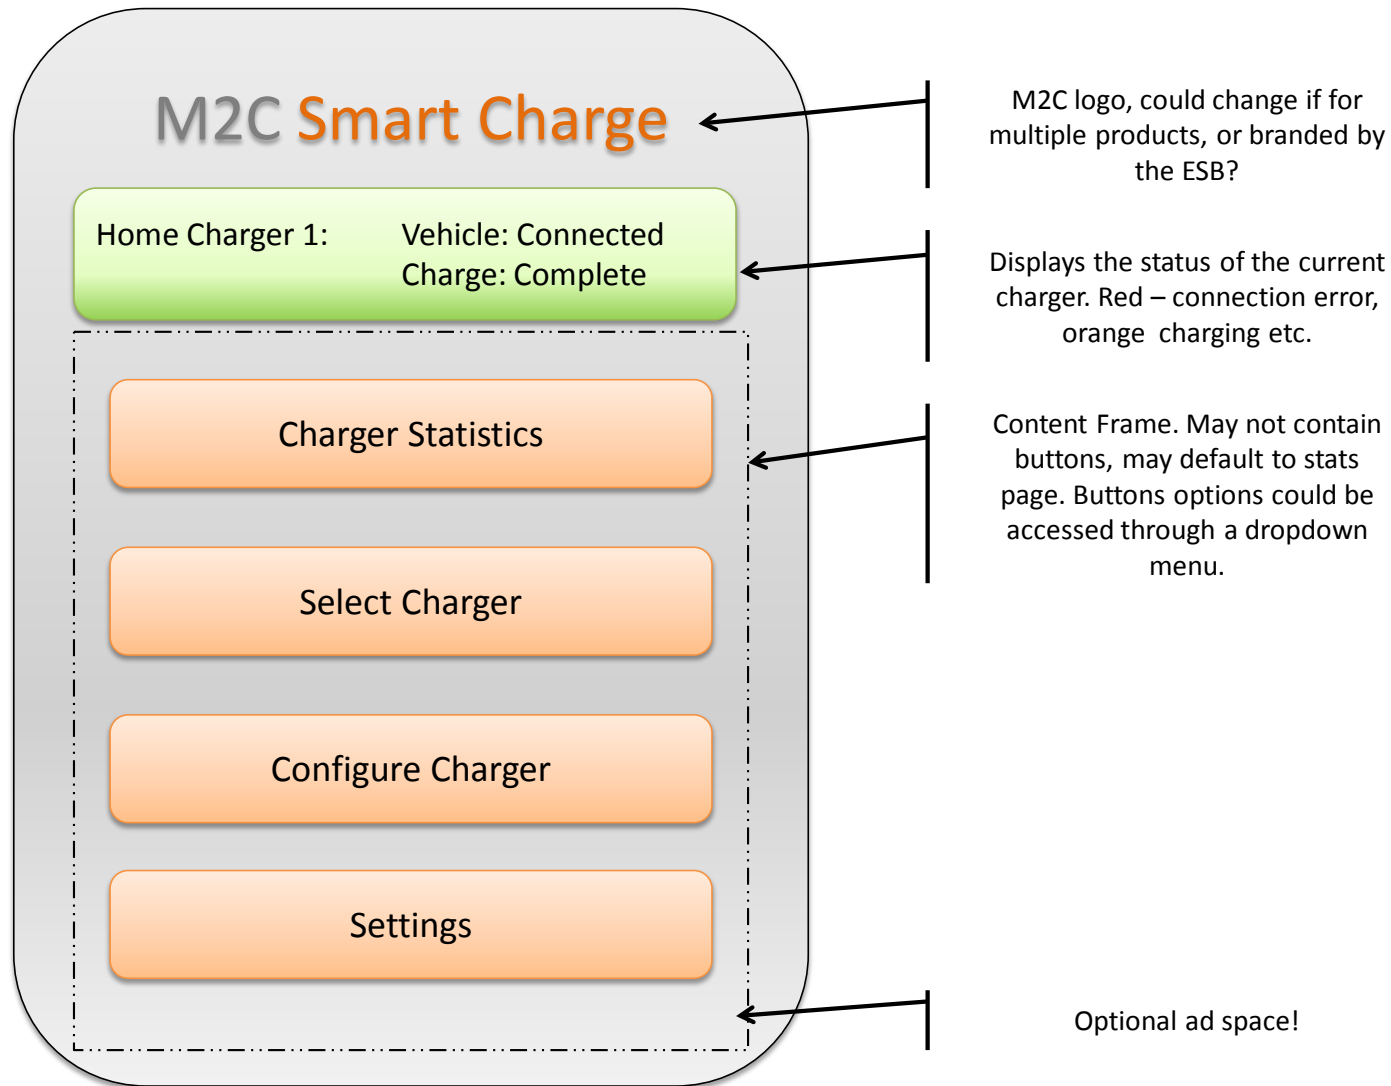 M2C Smart Charge
Home Charger 1: Vehicle: Connected
Charge: Complete
Charger Statistics
Select Charger
Configure Charger
Settings
M2C logo, could change if for
multiple products, or branded by
the ESB?
Displays the status of the current
charger. Red – connection error,
orange charging etc.
Content Frame. May not contain
buttons, may default to stats
page. Buttons options could be
accessed through a dropdown
menu.
Optional ad space!